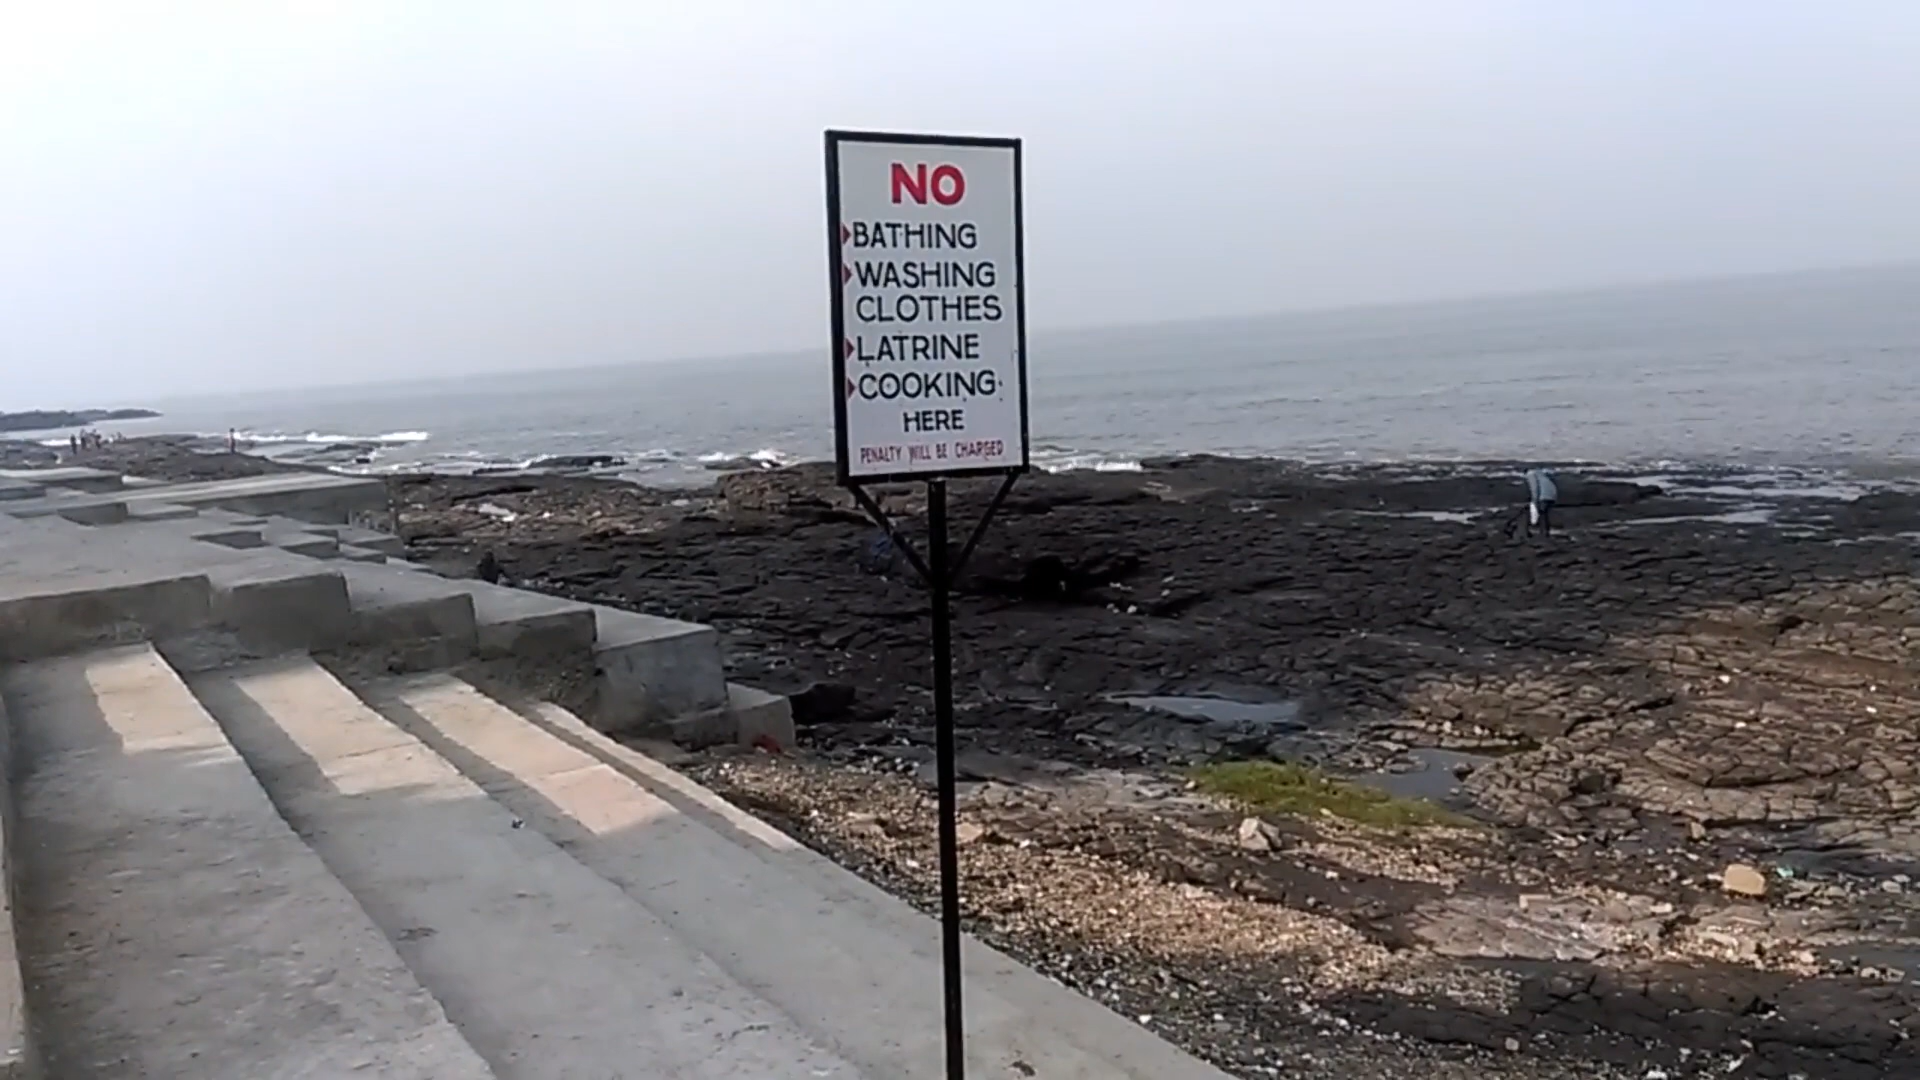 NO
BATHING
WASHING
CLOTHES
LATRINE
COOKING
HERE
PENALTY WILL BE CHARGED